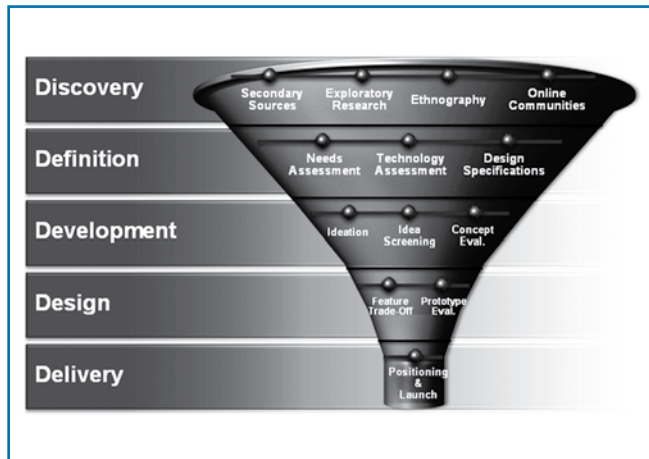 Discovery
Secondary
Sources
Exploratory
Research
Ethnography
Online
Communities
Definition
Needs
Assessment
Technology
Assessment
Design
Specifications
Development
Ideation
Idea
Screening
Concept
Eval.
Design
Feature
Trade-Off
Prototype
Eval.
Delivery
Positioning
&
Launch